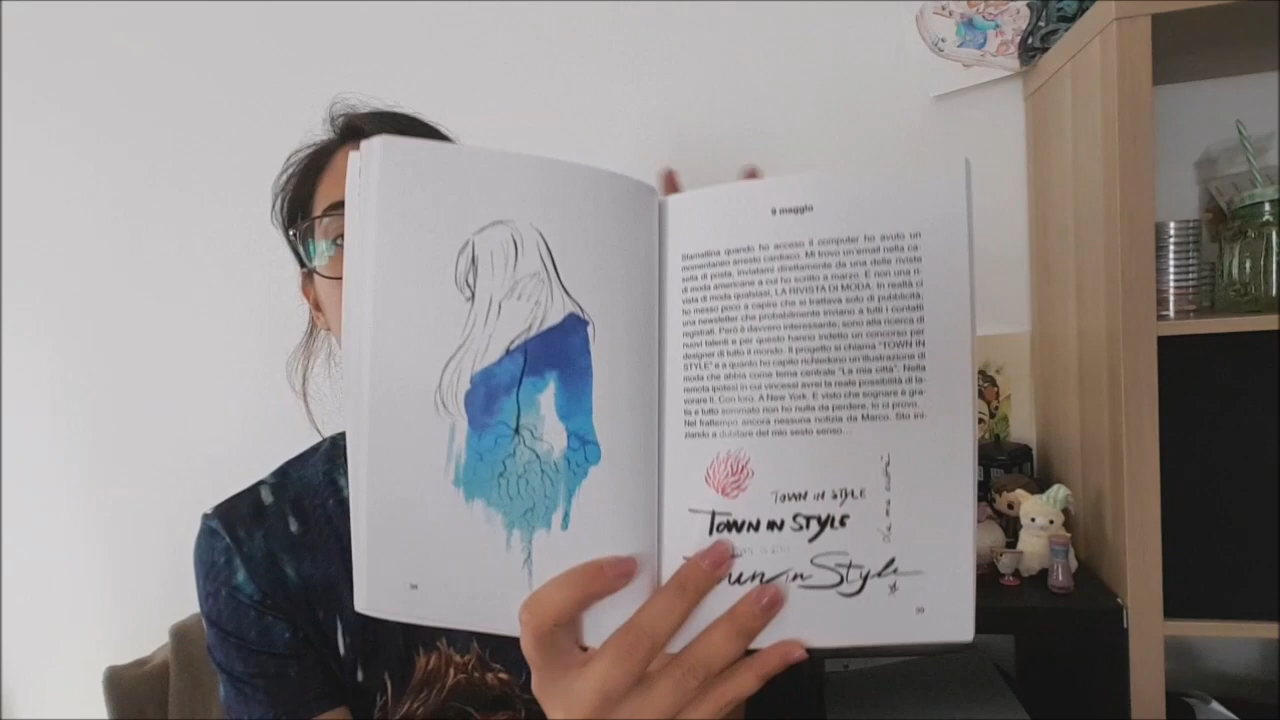 9 maggio
Stamattina quando ho acceso il computer ho avuto un
momentaneo arresto cardiaco. Mi trovo un'email nella ca-
sella di posta, inviatami direttamente da una delle riviste
di moda americane a cui ho scritto a marzo. E non una ri-
vista di moda qualsiasi, LA RIVISTA DI MODA. In realtà ci
ho messo poco a capire che si trattava solo di pubblicità,
una newsletter che probabilmente inviano a tutti i contatti
registrati. Però è davvero interessante, sono alla ricerca di
nuovi talenti e per questo hanno indetto un concorso per
designer di tutto il mondo. Il progetto si chiama "TOWN IN
STYLE" e a quanto ho capito richiedono un'illustrazione di
moda che abbia come tema centrale "La mia città". Nella
remota ipotesi in cui vincessi avrei la reale possibilità di la-
vorare lì. Con loro. A New York. E visto che sognare è gra-
tis e tutto sommato non ho nulla da perdere, io ci provo.
Nel frattempo ancora nessuna notizia da Marco. Sto ini-
ziando a dubitare del mio sesto senso...
TOWN IN STYLE
TOWN IN STYLE
in Style
La mia città
38
39